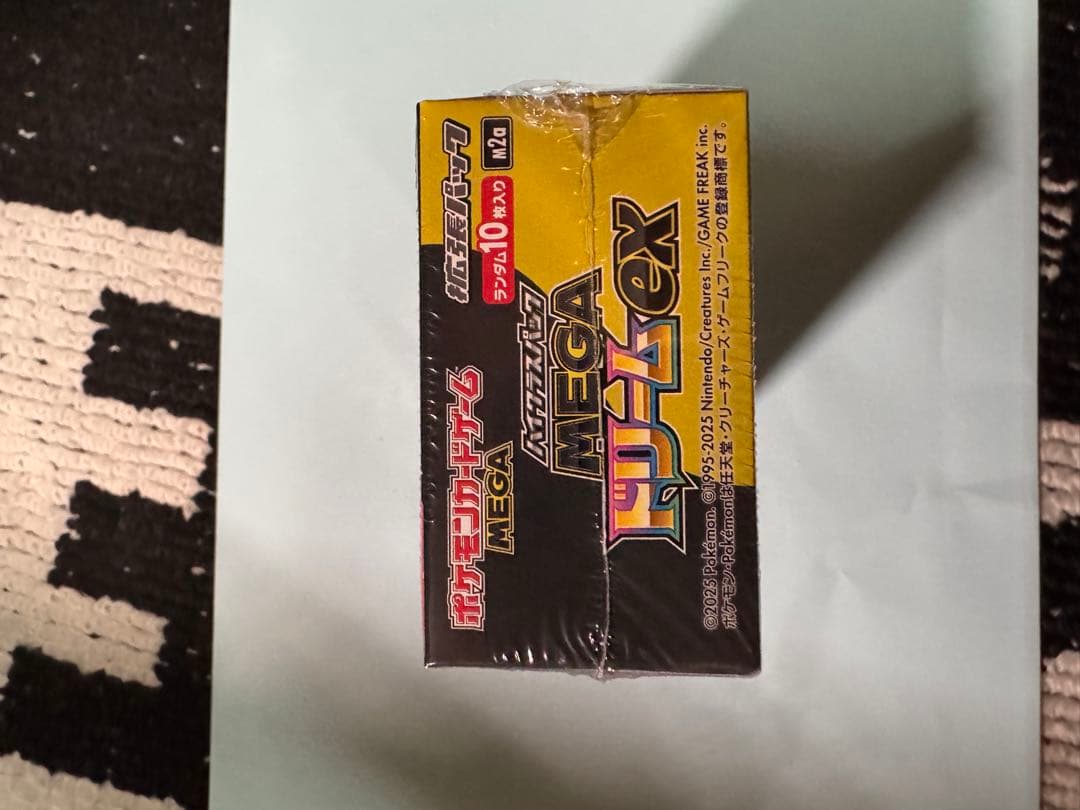 ポケモンカードゲーム
MEGA
拡張パック
ランダム10枚入り
M2a
ハイクラスパック
MEGA
ドリームex
©2025 Pokémon. ©1995-2025 Nintendo/Creatures Inc./GAME FREAK inc.
ポケモン・Pokémonは任天堂・クリーチャーズ・ゲームフリークの登録商標です。